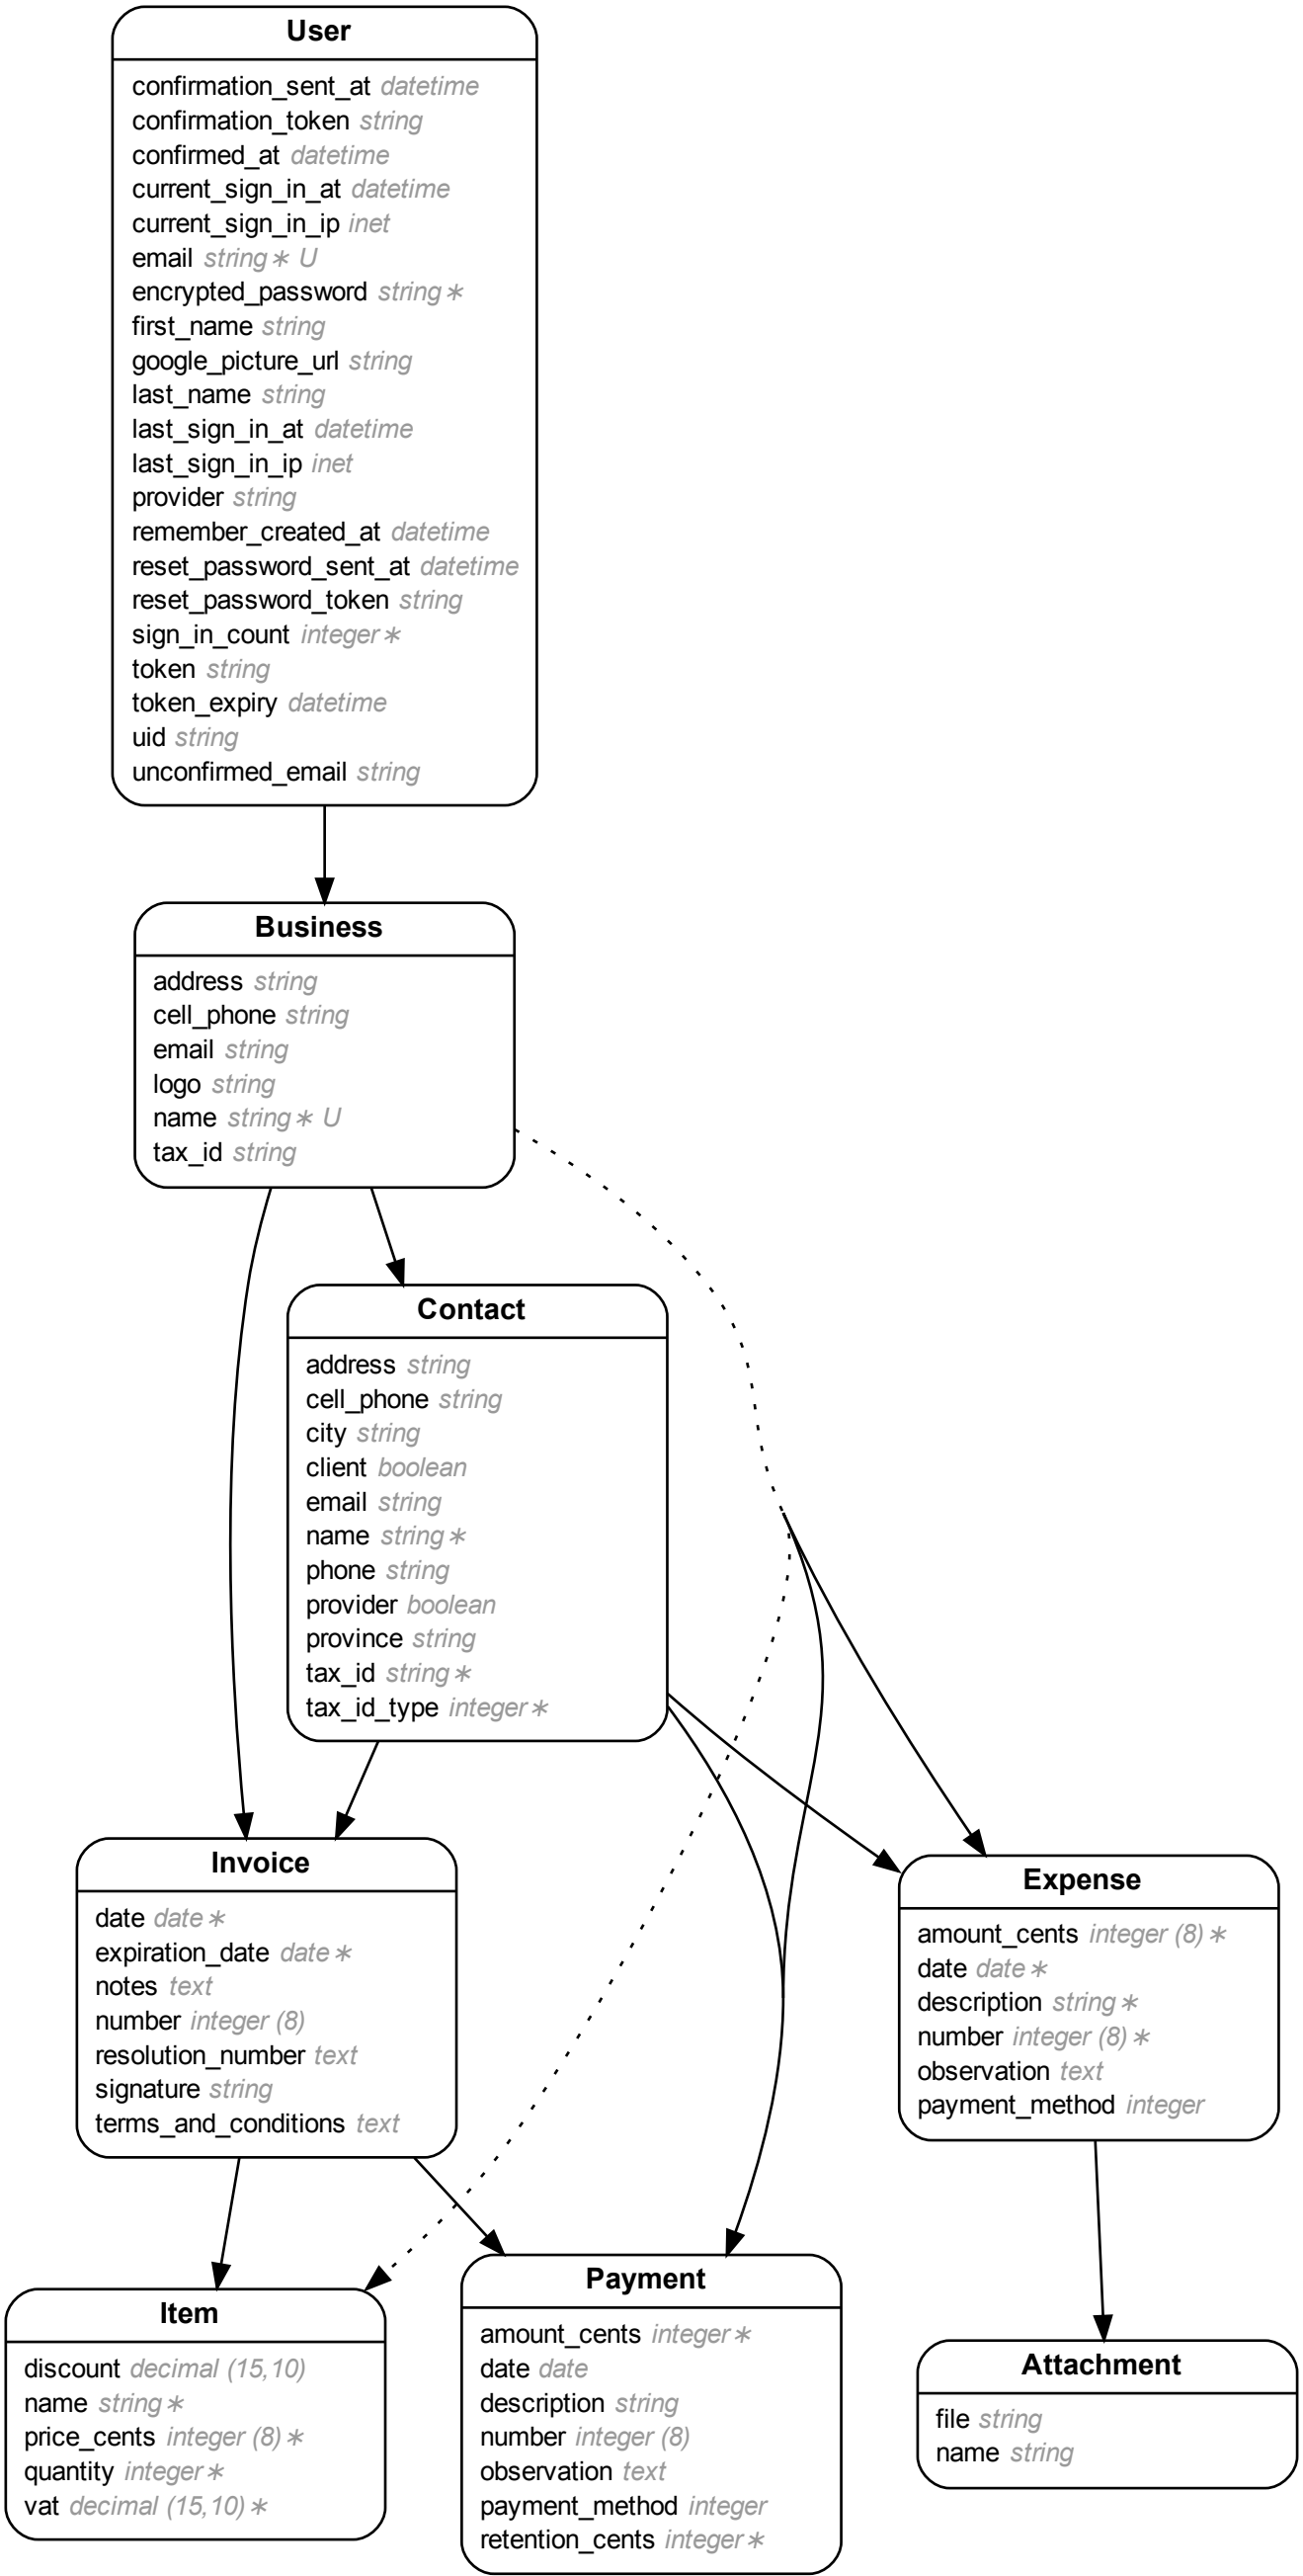 User
confirmation_sent_at datetime
confirmation_token string
confirmed_at datetime
current_sign_in_at datetime
current_sign_in_ip inet
email string∗ U
encrypted_password string∗
first_name string
google_picture_url string
last_name string
last_sign_in_at datetime
last_sign_in_ip inet
provider string
remember_created_at datetime
reset_password_sent_at datetime
reset_password_token string
sign_in_count integer∗
token string
token_expiry datetime
uid string
unconfirmed_email string
Business
address string
cell_phone string
email string
logo string
name string∗ U
tax_id string
Contact
address string
cell_phone string
city string
client boolean
email string
name string∗
phone string
provider boolean
province string
tax_id string∗
tax_id_type integer∗
Invoice
date date∗
expiration_date date∗
notes text
number integer (8)
resolution_number text
signature string
terms_and_conditions text
Expense
amount_cents integer (8)∗
date date∗
description string∗
number integer (8)∗
observation text
payment_method integer
Item
discount decimal (15,10)
name string∗
price_cents integer (8)∗
quantity integer∗
vat decimal (15,10)∗
Payment
amount_cents integer∗
date date
description string
number integer (8)
observation text
payment_method integer
retention_cents integer∗
Attachment
file string
name string